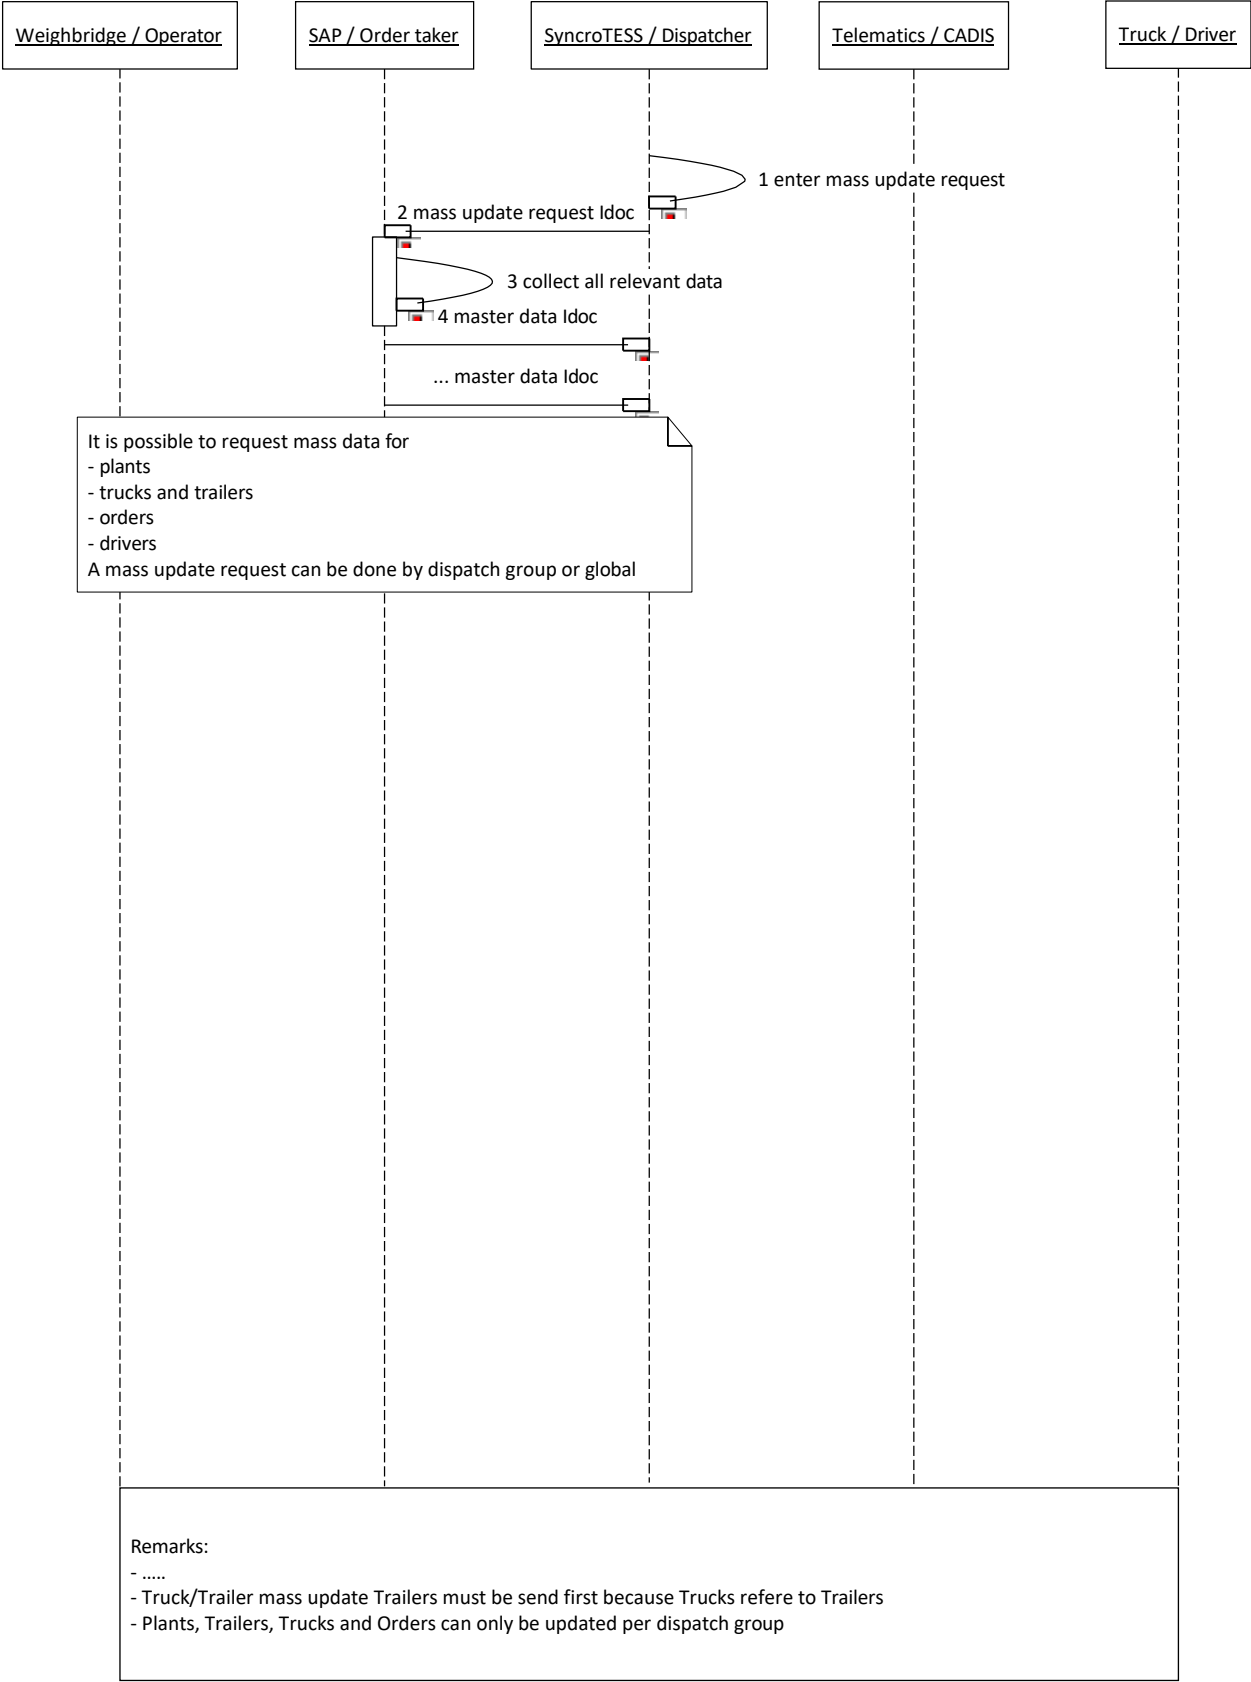 Weighbridge / Operator
SAP / Order taker
SyncroTESS / Dispatcher
Telematics / CADIS
Truck / Driver
1 enter mass update request
2 mass update request Idoc
3 collect all relevant data
4 master data Idoc
... master data Idoc
It is possible to request mass data for
- plants
- trucks and trailers
- orders
- drivers
A mass update request can be done by dispatch group or global
Remarks:
- .....
- Truck/Trailer mass update Trailers must be send first because Trucks refere to Trailers
- Plants, Trailers, Trucks and Orders can only be updated per dispatch group